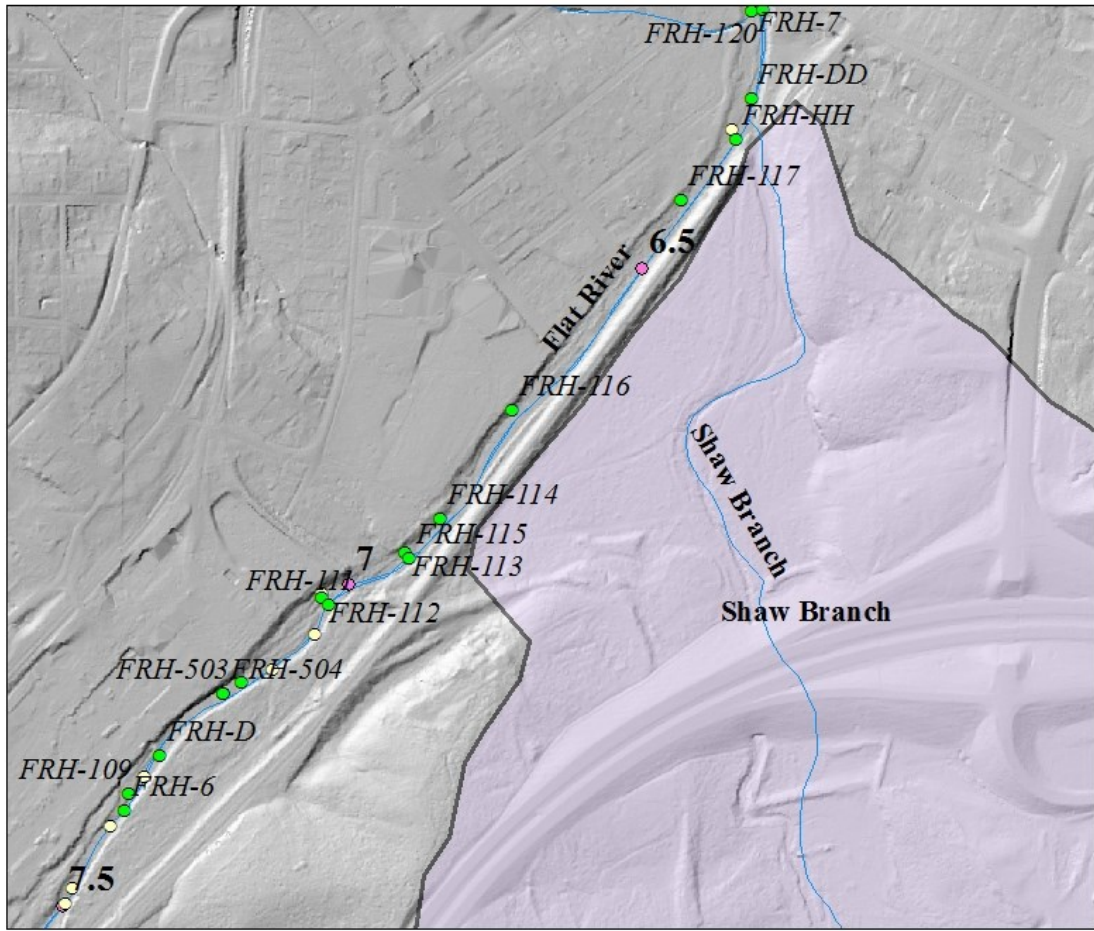 FRH-120
FRH-7
FRH-DD
FRH-HH
FRH-117
6.5
Flat River
FRH-116
Shaw Branch
FRH-114
FRH-115
FRH-113
7
FRH-111
FRH-112
Shaw Branch
FRH-503
FRH-504
FRH-D
FRH-109
FRH-6
7.5